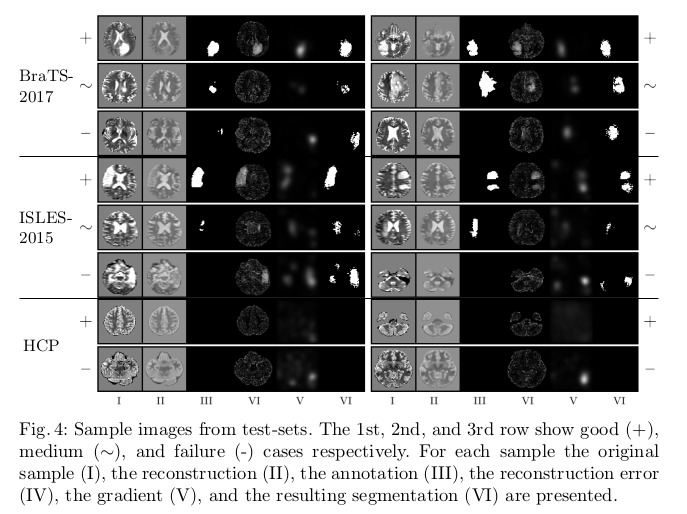 + +
BraTS-
2017 ∼ ∼
− −
+ +
ISLES-
2015 ∼ ∼
− −
+ +
HCP
− −
I II III VI V VI I II III VI V VI
Fig. 4: Sample images from test-sets. The 1st, 2nd, and 3rd row show good (+),
medium (∼), and failure (-) cases respectively. For each sample the original
sample (I), the reconstruction (II), the annotation (III), the reconstruction error
(IV), the gradient (V), and the resulting segmentation (VI) are presented.